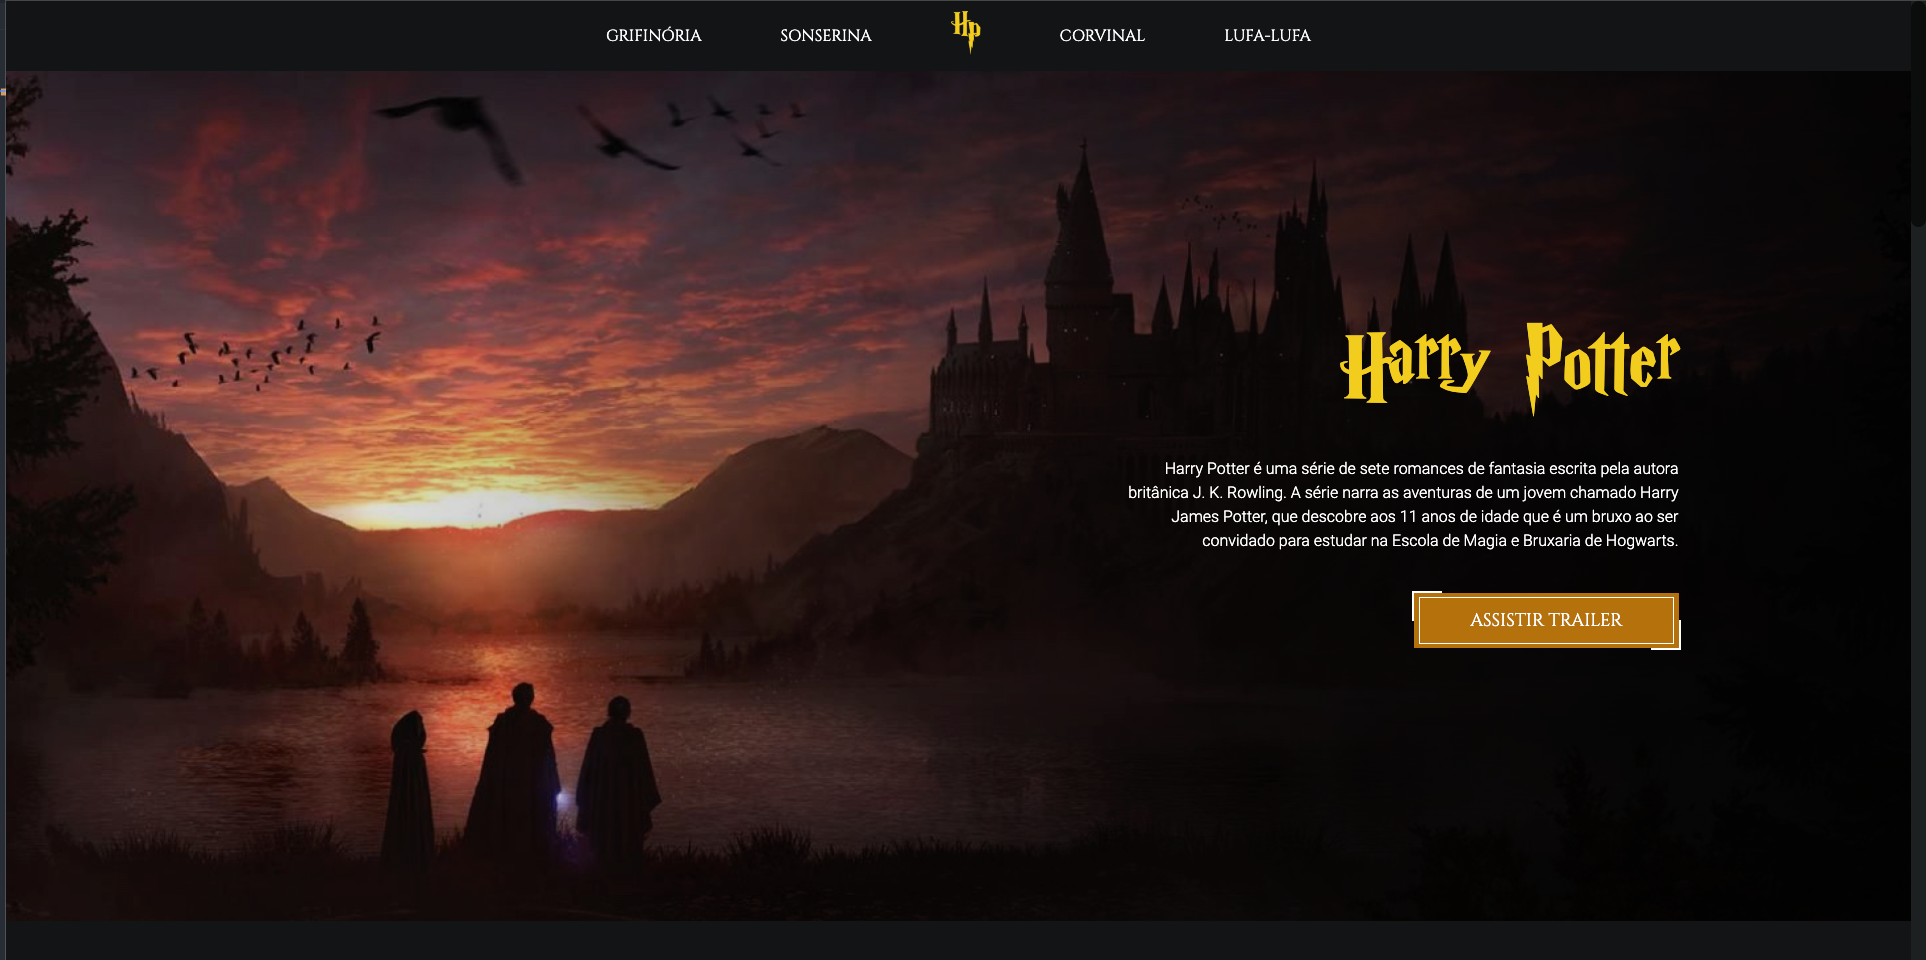 GRIFINÓRIA
SONSERINA
HP
CORVINAL
LUFA-LUFA
Harry Potter
Harry Potter é uma série de sete romances de fantasia escrita pela autora
britânica J. K. Rowling. A série narra as aventuras de um jovem chamado Harry
James Potter, que descobre aos 11 anos de idade que é um bruxo ao ser
convidado para estudar na Escola de Magia e Bruxaria de Hogwarts.
ASSISTIR TRAILER